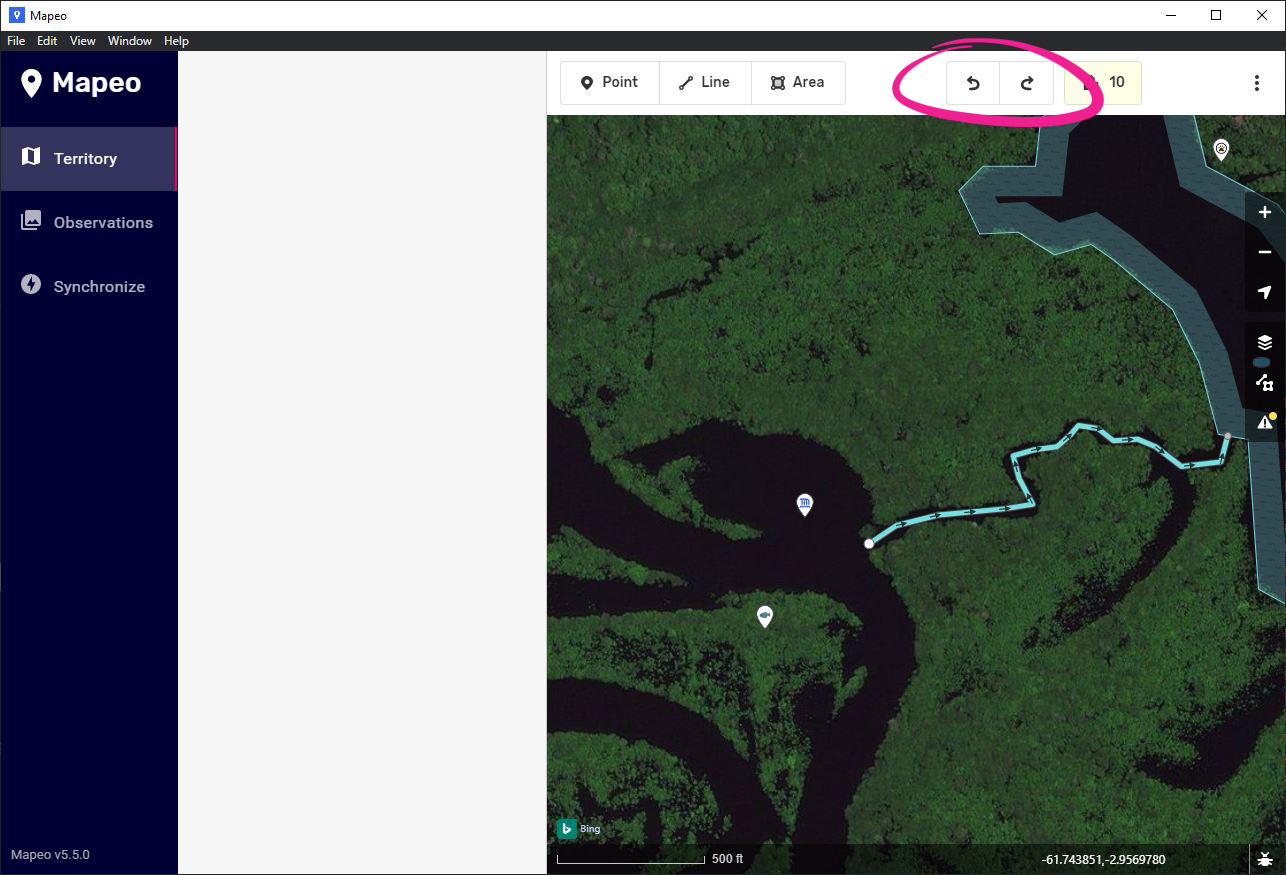 Mapeo
File Edit View Window Help
Mapeo
Point Line Area 10
Territory
Observations
Synchronize
Bing
Mapeo v5.5.0
500 ft
-61.743851,-2.9569780